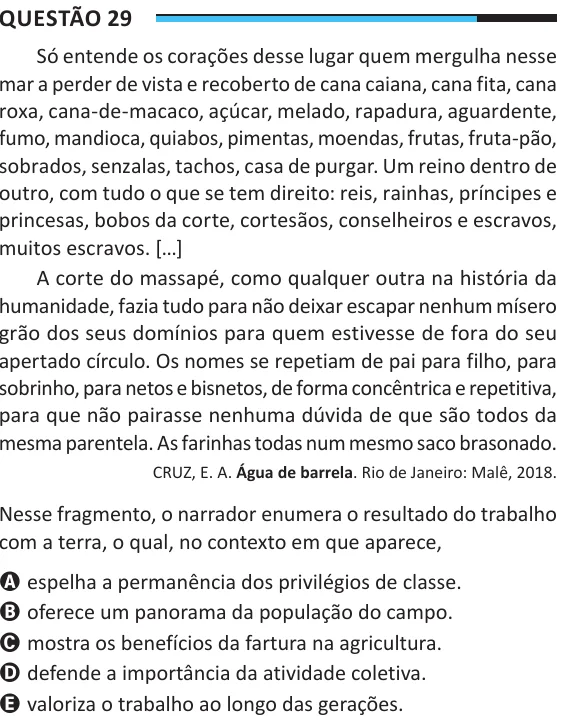 QUESTÃO 29
Só entende os corações desse lugar quem mergulha nesse
mar a perder de vista e recoberto de cana caiana, cana fita, cana
roxa, cana-de-macaco, açúcar, melado, rapadura, aguardente,
fumo, mandioca, quiabos, pimentas, moendas, frutas, fruta-pão,
sobrados, senzalas, tachos, casa de purgar. Um reino dentro de
outro, com tudo o que se tem direito: reis, rainhas, príncipes e
princesas, bobos da corte, cortesãos, conselheiros e escravos,
muitos escravos. [...]
A corte do massapé, como qualquer outra na história da
humanidade, fazia tudo para não deixar escapar nenhum mísero
grão dos seus domínios para quem estivesse de fora do seu
apertado círculo. Os nomes se repetiam de pai para filho, para
sobrinho, para netos e bisnetos, de forma concêntrica e repetitiva,
para que não pairasse nenhuma dúvida de que são todos da
mesma parentela. As farinhas todas num mesmo saco brasonado.
CRUZ, E. A. Água de barrela. Rio de Janeiro: Malê, 2018.
Nesse fragmento, o narrador enumera o resultado do trabalho
com a terra, o qual, no contexto em que aparece,
A espelha a permanência dos privilégios de classe.
B oferece um panorama da população do campo.
C mostra os benefícios da fartura na agricultura.
D defende a importância da atividade coletiva.
E valoriza o trabalho ao longo das gerações.